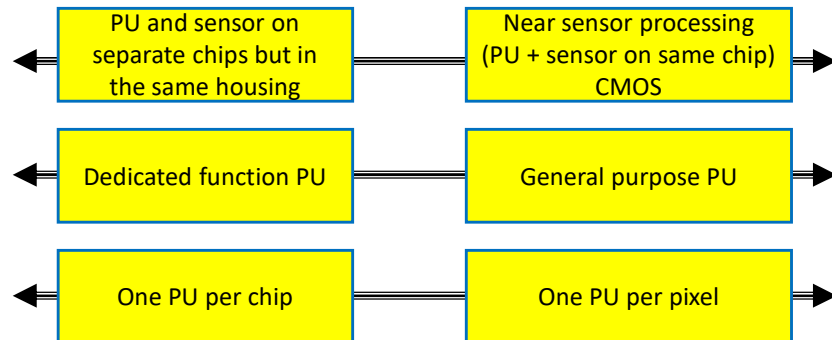 PU and sensor on
separate chips but in
the same housing
Near sensor processing
(PU + sensor on same chip)
CMOS
Dedicated function PU
General purpose PU
One PU per chip
One PU per pixel